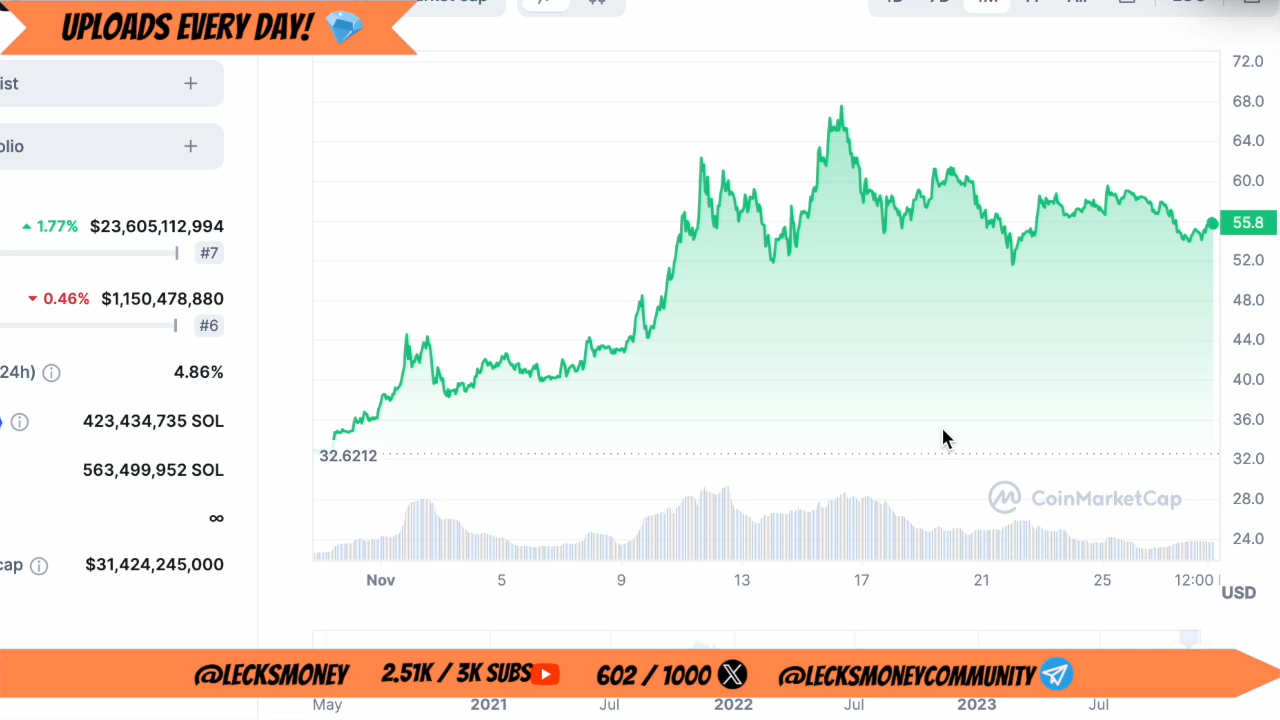 UPLOADS EVERY DAY!
72.0
ist +
68.0
olio +
64.0
60.0
1.77% $23,605,112,994
#7
55.8
52.0
0.46% $1,150,478,880
#6
48.0
44.0
24h) 4.86%
40.0
423,434,735 SOL
36.0
32.6212
32.0
563,499,952 SOL
28.0
CoinMarketCap
∞
24.0
cap $31,424,245,000
Nov 5 9 13 17 21 25 12:00
USD
@LECKSMONEY 2.51K / 3K SUBS 602 / 1000 X @LECKSMONEYCOMMUNITY
May 2021 Jul 2022 Jul 2023 Jul